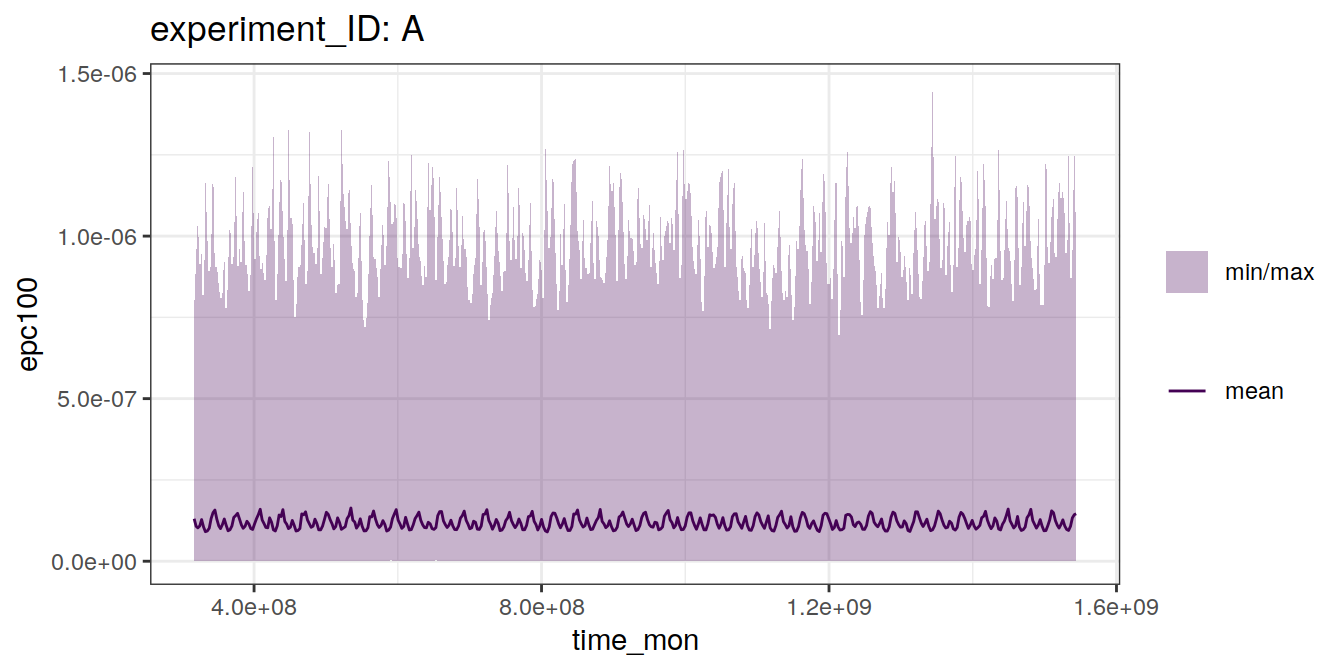 experiment_ID: A
1.5e-06
1.0e-06
5.0e-07
0.0e+00
epc100
4.0e+08 8.0e+08 1.2e+09 1.6e+09
time_mon
min/max
mean